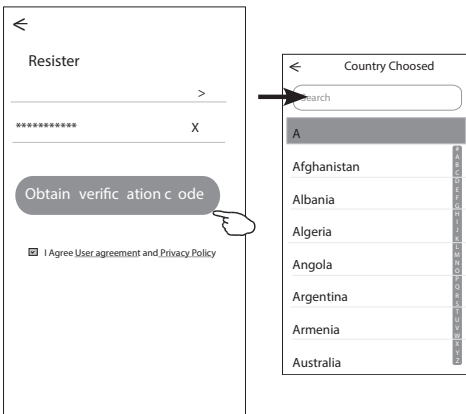 Resister
>
*********** X
Obtain verific ation c ode
I Agree User agreement and Privacy Policy
Country Choosed
Search
A
Afghanistan
Albania
Algeria
Angola
Argentina
Armenia
Australia
#
A
B
C
D
E
F
G
H
I
J
K
L
M
N
O
P
Q
R
S
T
U
V
W
X
Y
Z